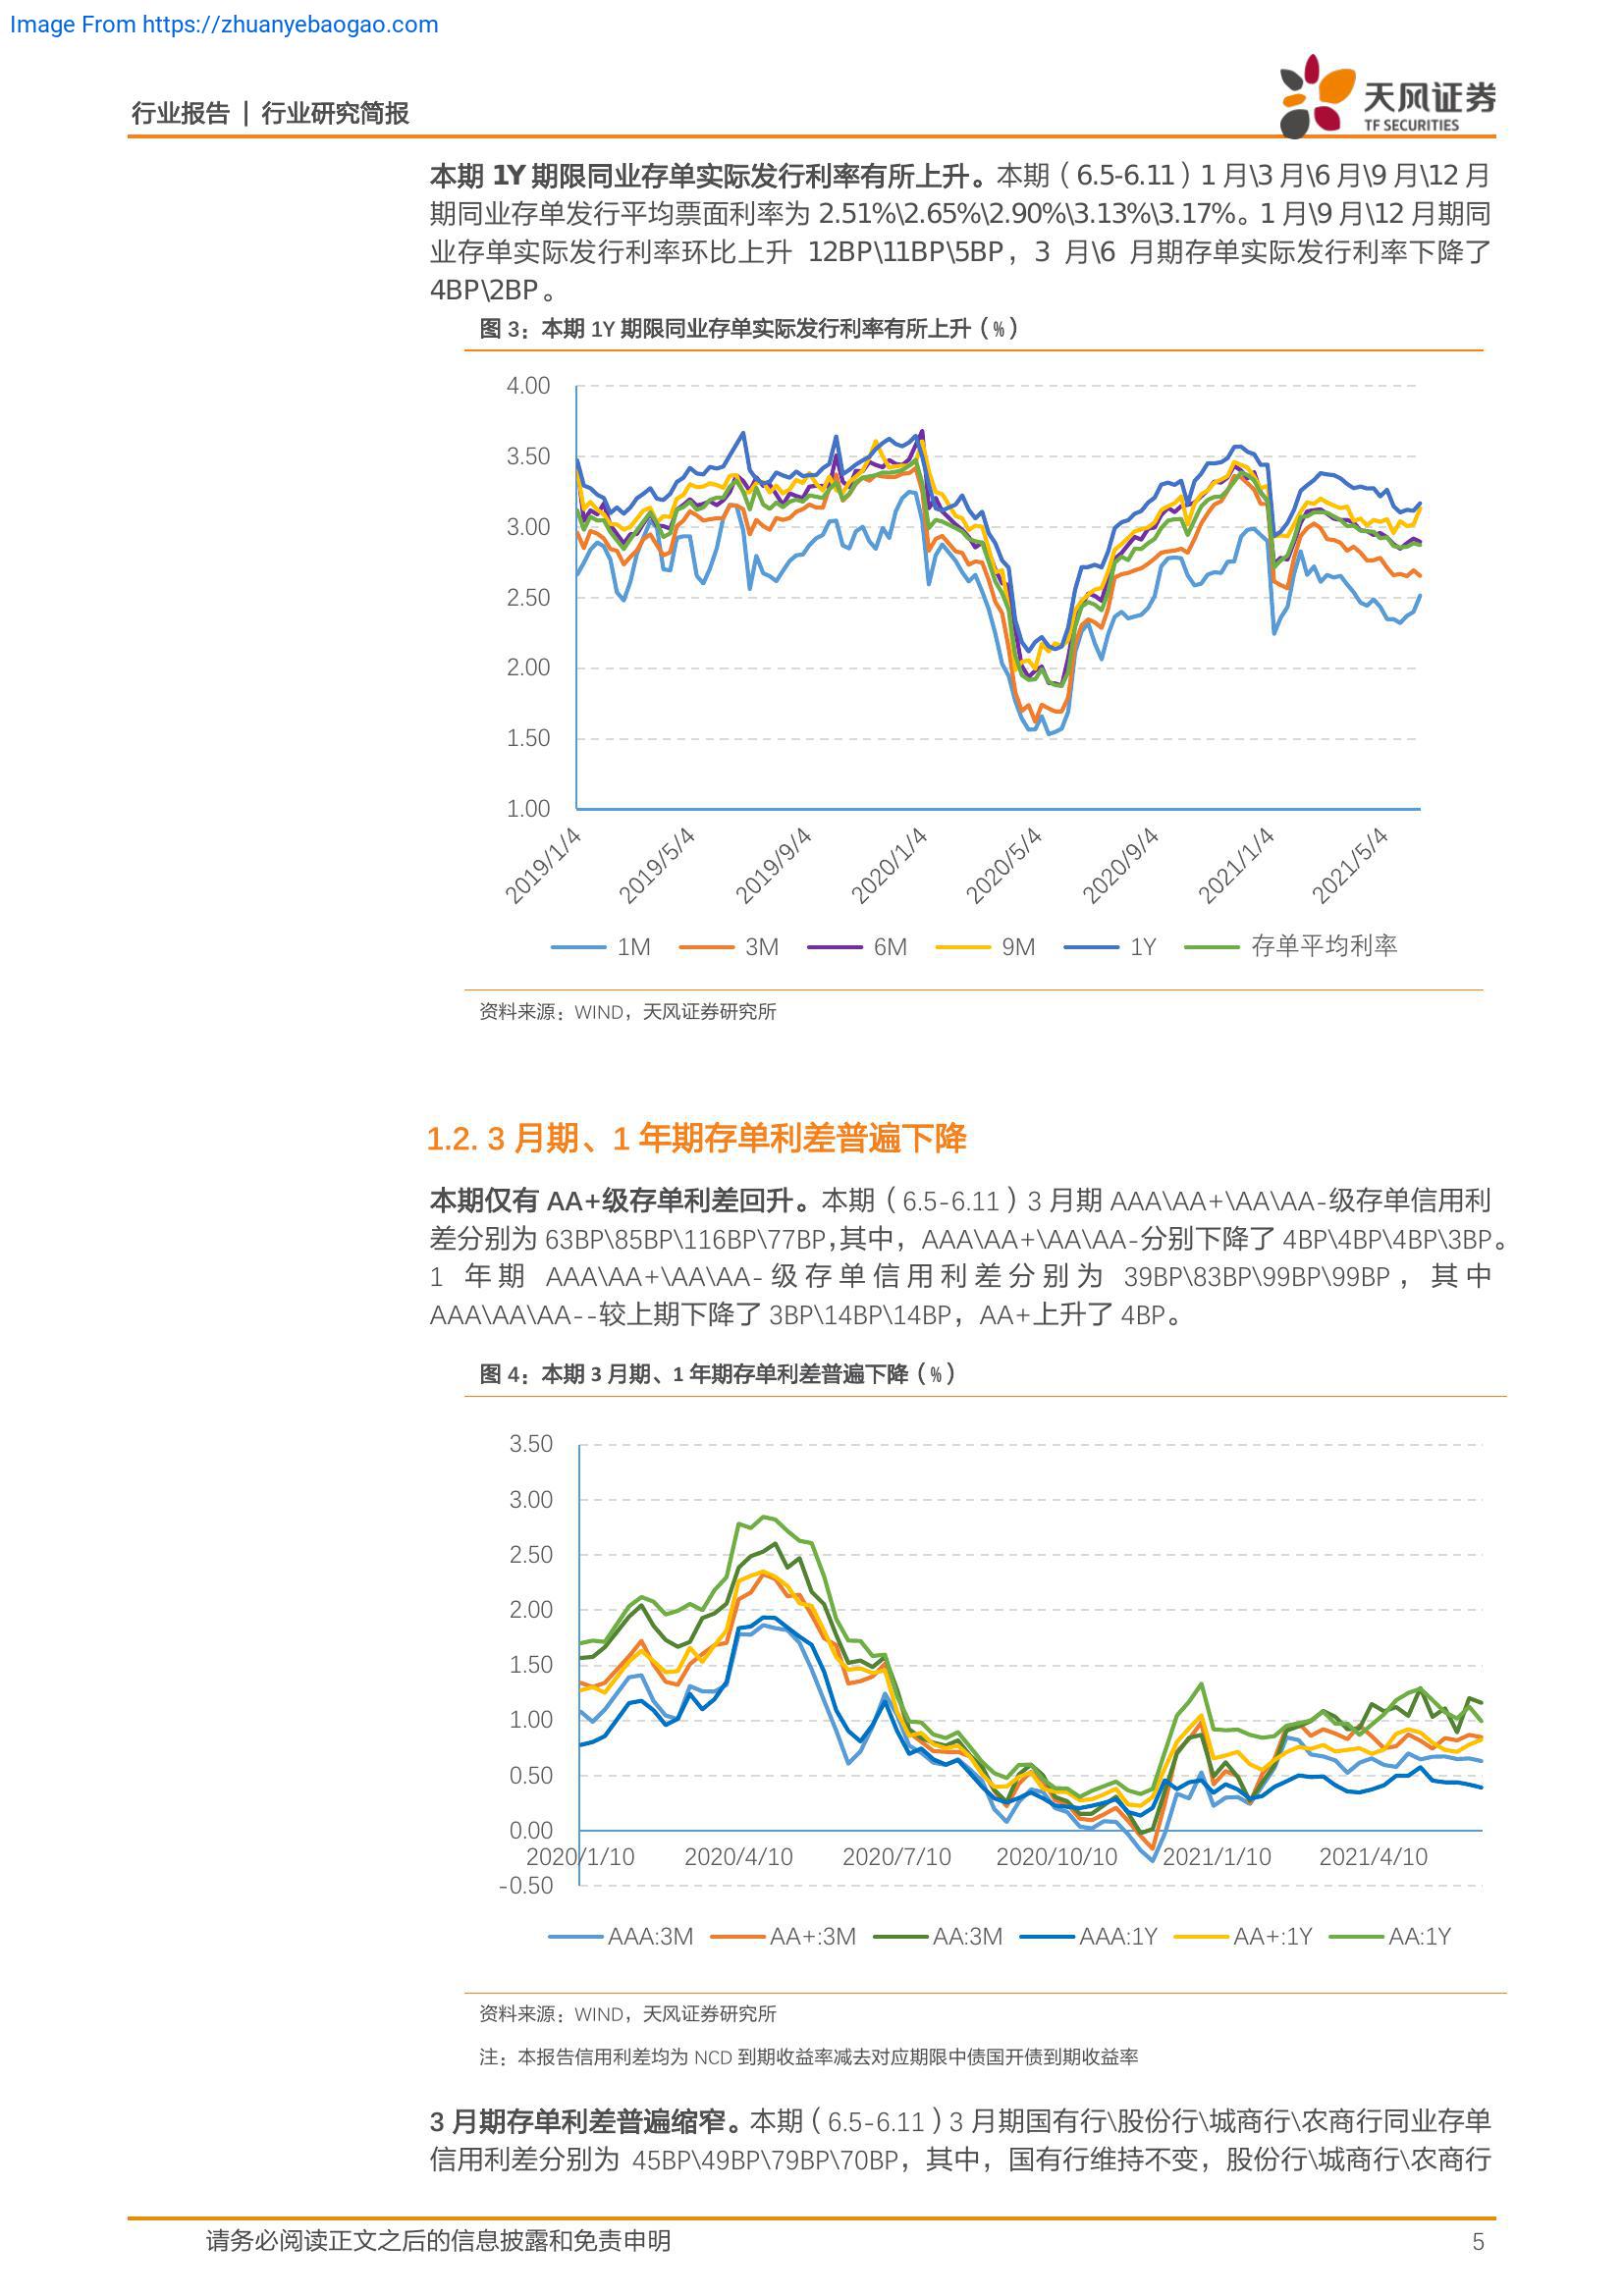 Image From https://zhuanyebaogao.com
行业报告 | 行业研究简报
天风证券
TF SECURITIES
本期 1Y 期限同业存单实际发行利率有所上升。本期（6.5-6.11）1 月\3 月\6 月\9 月\12 月
期同业存单发行平均票面利率为 2.51%\2.65%\2.90%\3.13%\3.17%。1 月\9 月\12 月期同
业存单实际发行利率环比上升 12BP\11BP\5BP，3 月\6 月期存单实际发行利率下降了
4BP\2BP。
图 3：本期 1Y 期限同业存单实际发行利率有所上升（%）
4.00
3.50
3.00
2.50
2.00
1.50
1.00
2019/1/4 2019/5/4 2019/9/4 2020/1/4 2020/5/4 2020/9/4 2021/1/4 2021/5/4
1M 3M 6M 9M 1Y 存单平均利率
资料来源：WIND，天风证券研究所
1.2. 3 月期、1 年期存单利差普遍下降
本期仅有 AA+级存单利差回升。本期（6.5-6.11）3 月期 AAA\AA+\AA\AA-级存单信用利
差分别为 63BP\85BP\116BP\77BP,其中，AAA\AA+\AA\AA-分别下降了 4BP\4BP\4BP\3BP。
1 年期 AAA\AA+\AA\AA-级存单信用利差分别为 39BP\83BP\99BP\99BP，其中
AAA\AA\AA--较上期下降了 3BP\14BP\14BP，AA+上升了 4BP。
图 4：本期 3 月期、1 年期存单利差普遍下降（%）
3.50
3.00
2.50
2.00
1.50
1.00
0.50
0.00
2020/1/10 2020/4/10 2020/7/10 2020/10/10 2021/1/10 2021/4/10
-0.50
AAA:3M AA+:3M AA:3M AAA:1Y AA+:1Y AA:1Y
资料来源：WIND，天风证券研究所
注：本报告信用利差均为 NCD 到期收益率减去对应期限中债国开债到期收益率
3 月期存单利差普遍缩窄。本期（6.5-6.11）3 月期国有行\股份行\城商行\农商行同业存单
信用利差分别为 45BP\49BP\79BP\70BP，其中，国有行维持不变，股份行\城商行\农商行
请务必阅读正文之后的信息披露和免责申明
5